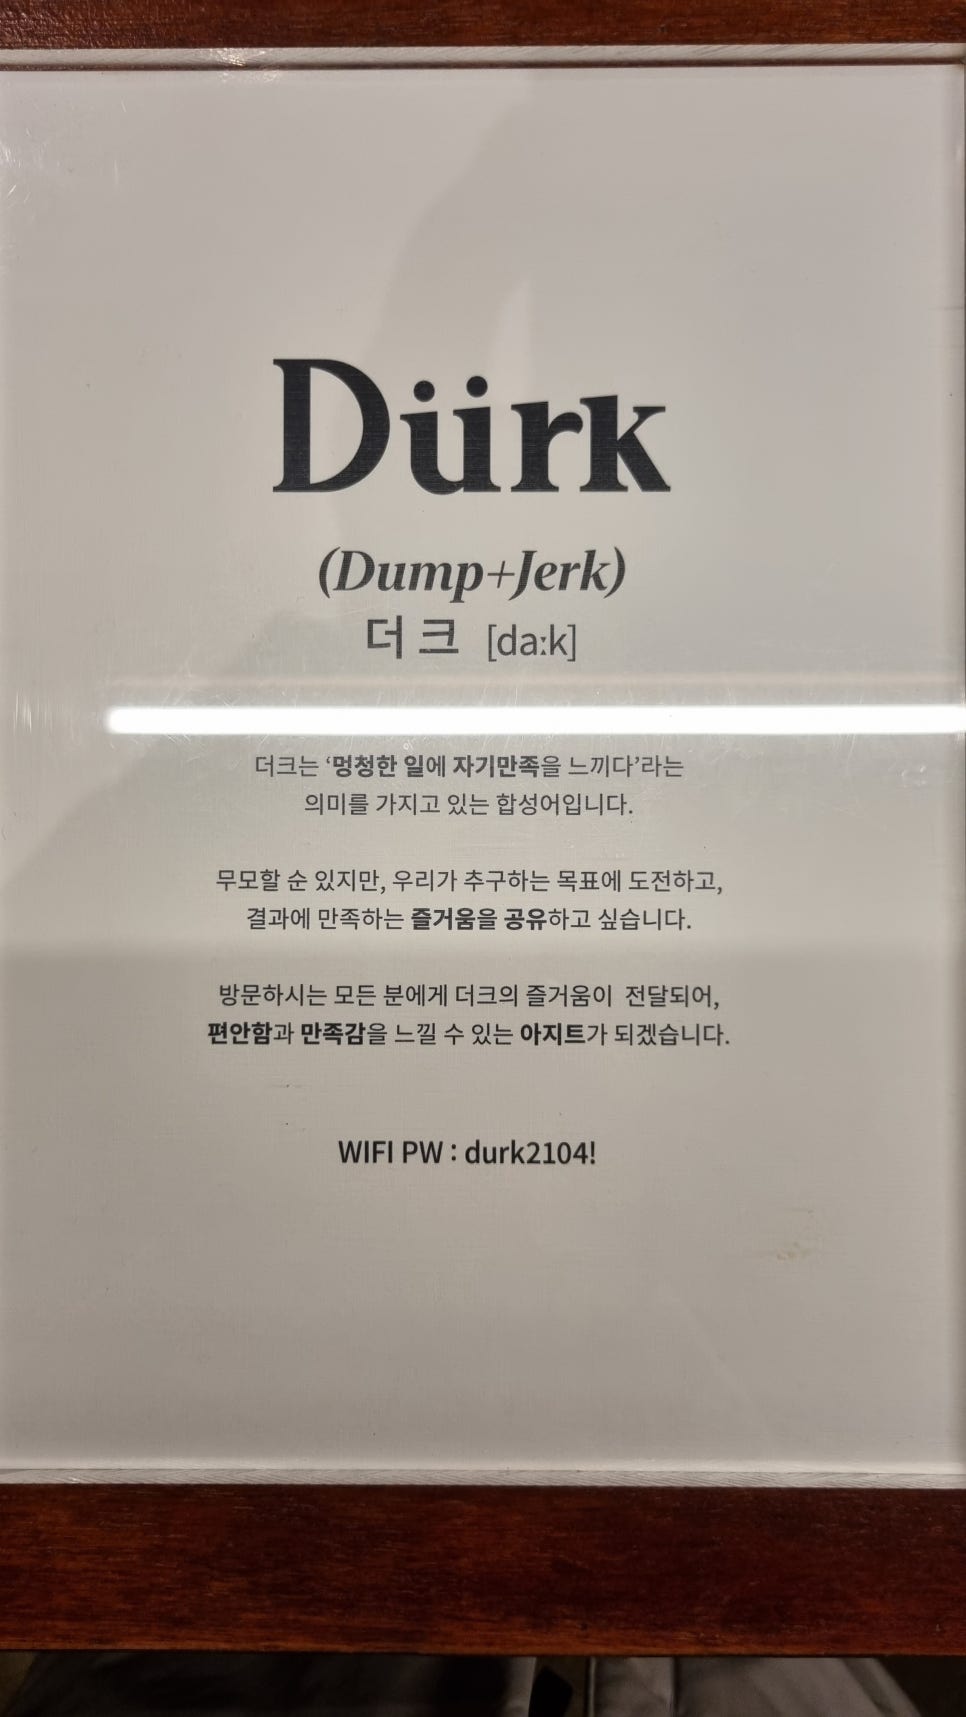 Dürk
(Dump+Jerk)
더크 [da:k]
더크는 ‘멍청한 일에 자기만족을 느끼다’라는
의미를 가지고 있는 합성어입니다.
무모할 순 있지만, 우리가 추구하는 목표에 도전하고,
결과에 만족하는 즐거움을 공유하고 싶습니다.
방문하시는 모든 분에게 더크의 즐거움이 전달되어,
편안함과 만족감을 느낄 수 있는 아지트가 되겠습니다.
WIFI PW : durk2104!